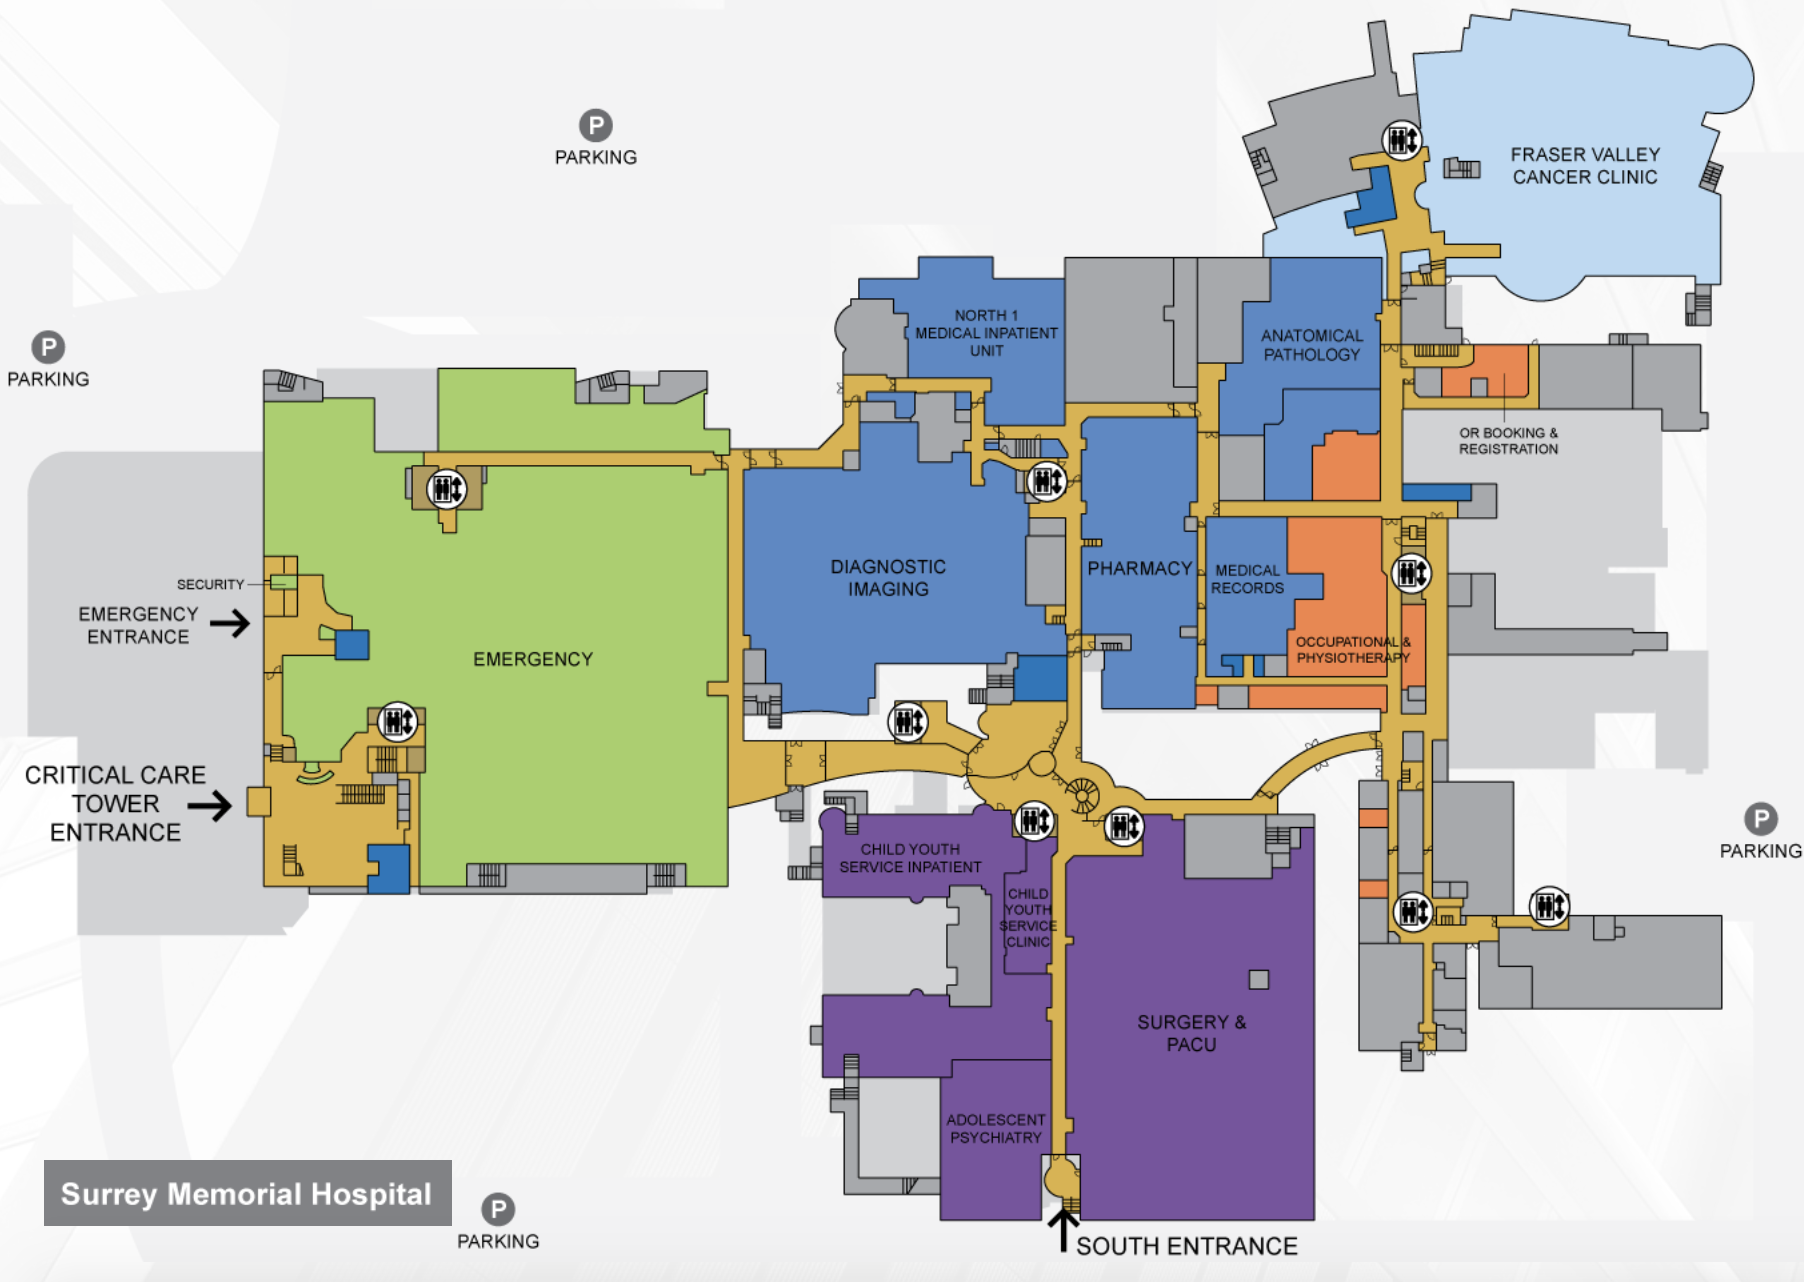 P
PARKING
FRASER VALLEY
CANCER CLINIC
NORTH 1
MEDICAL INPATIENT
UNIT
ANATOMICAL
PATHOLOGY
P
PARKING
OR BOOKING &
REGISTRATION
SECURITY
EMERGENCY
ENTRANCE
EMERGENCY
DIAGNOSTIC
IMAGING
PHARMACY
MEDICAL
RECORDS
OCCUPATIONAL &
PHYSIOTHERAPY
CRITICAL CARE
TOWER
ENTRANCE
CHILD YOUTH
SERVICE INPATIENT
CHILD
YOUTH
SERVICE
CLINIC
P
PARKING
SURGERY &
PACU
ADOLESCENT
PSYCHIATRY
Surrey Memorial Hospital
P
PARKING
SOUTH ENTRANCE